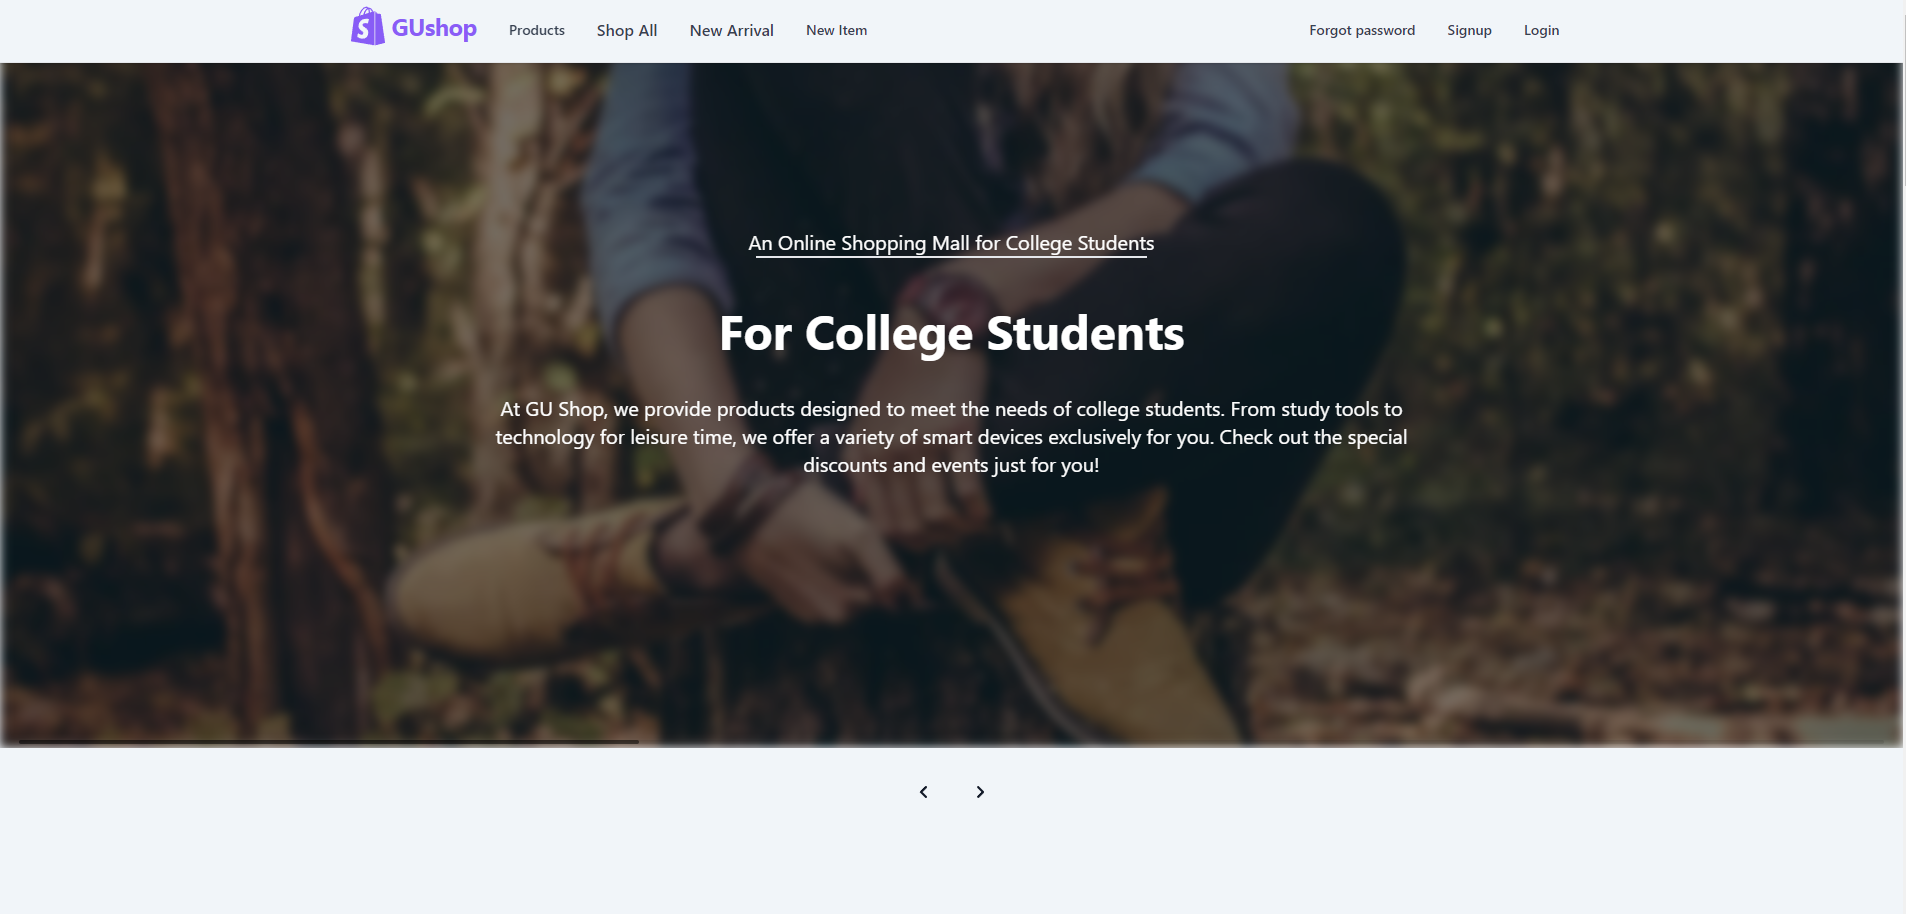 GUshop
Products
Shop All
New Arrival
New Item
Forgot password
Signup
Login
An Online Shopping Mall for College Students
For College Students
At GU Shop, we provide products designed to meet the needs of college students. From study tools to
technology for leisure time, we offer a variety of smart devices exclusively for you. Check out the special
discounts and events just for you!